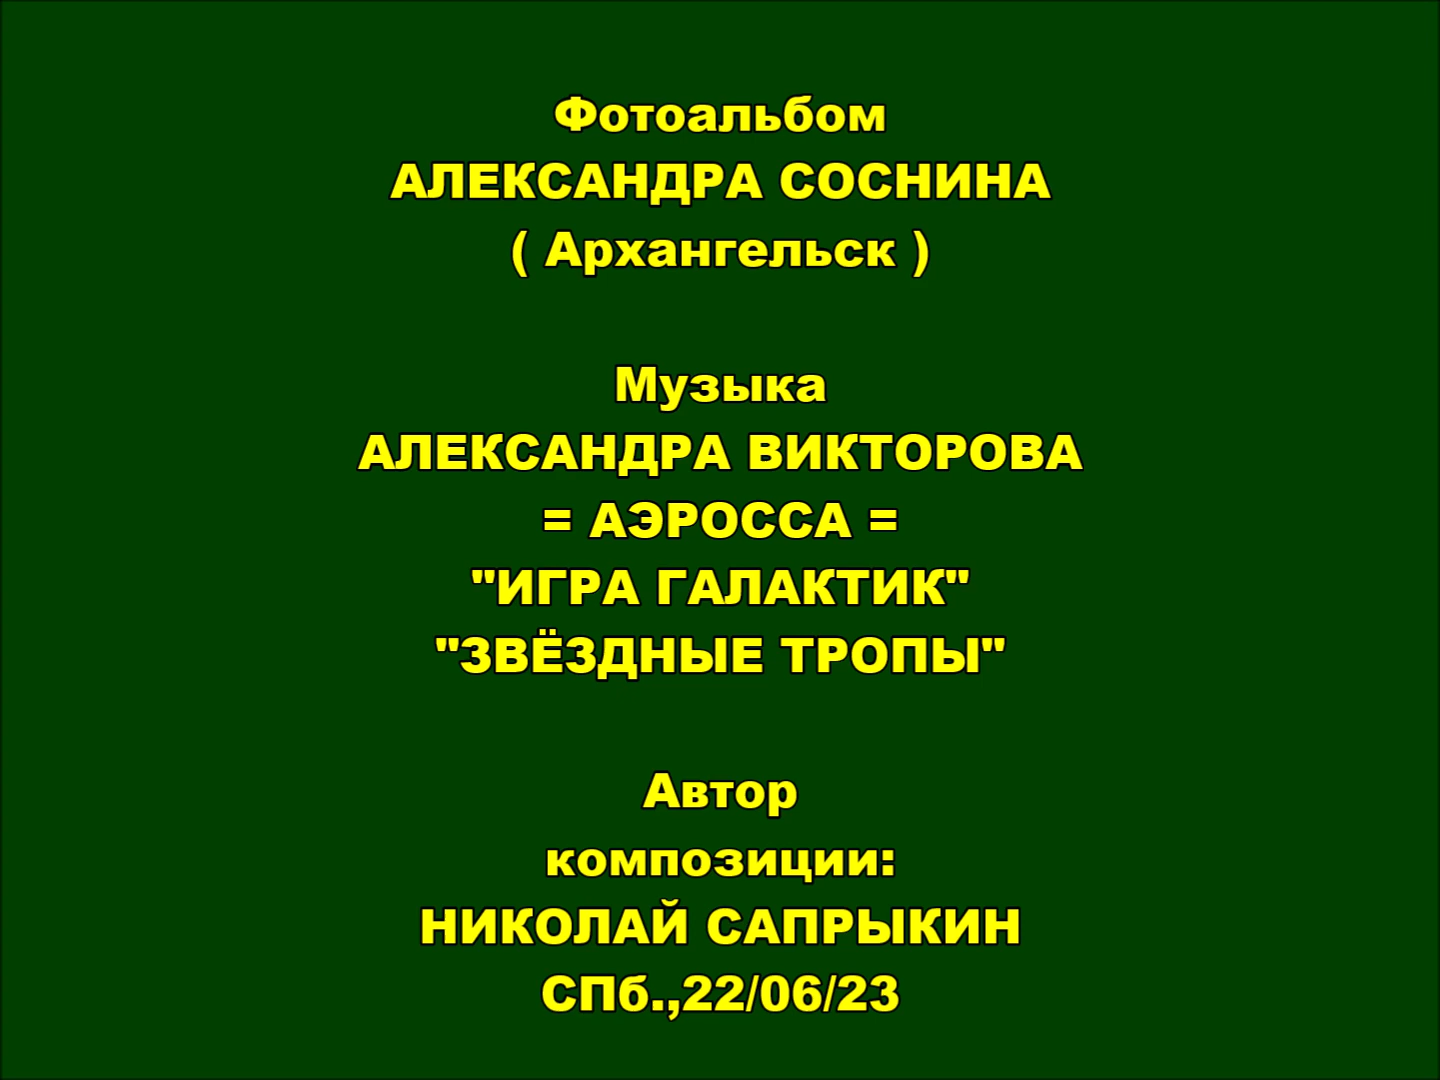 Фотоальбом
АЛЕКСАНДРА СОСНИНА
( Архангельск )
Музыка
АЛЕКСАНДРА ВИКТОРОВА
= АЭРОССА =
"ИГРА ГАЛАКТИК"
"ЗВЁЗДНЫЕ ТРОПЫ"
Автор
композиции:
НИКОЛАЙ САПРЫКИН
СПб.,22/06/23